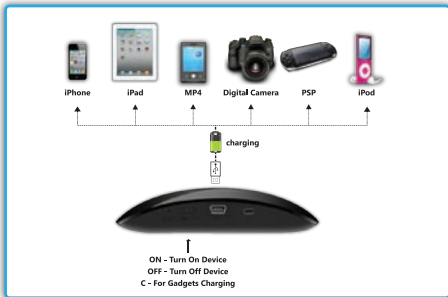 iPhone
iPad
MP4
Digital Camera
PSP
iPod
charging
ON - Turn On Device
OFF - Turn Off Device
C - For Gadgets Charging